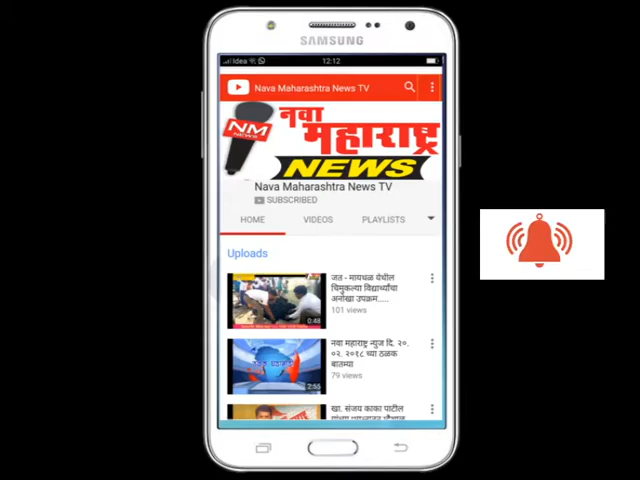 SAMSUNG
Idea
12:12
Nava Maharashtra News TV
NM
NEWS
नवा
महाराष्ट्र
NEWS
Nava Maharashtra News TV
SUBSCRIBED
HOME VIDEOS PLAYLISTS
Uploads
जत - मायथळ येथील
चिमुकल्या विद्यार्थ्यांचा
अनोखा उपक्रम.....
101 views
0:48
नवा महाराष्ट्र न्युज दि. २०.
०२. २०१८ च्या ठळक
बातम्या
79 views
2:55
खा. संजय काका पाटील